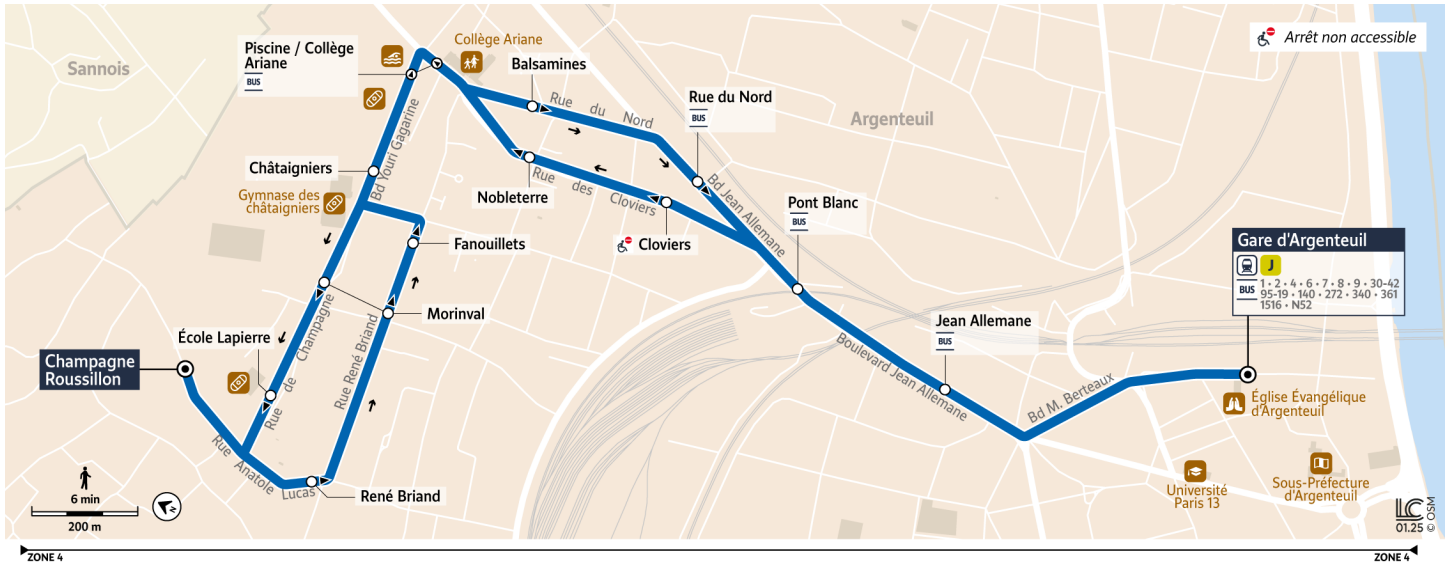 Sannois
Piscine / Collège
Ariane
BUS
Collège Ariane
Balsamines
Rue du Nord
Rue du Nord
BUS
Argenteuil
Arrêt non accessible
Châtaigniers
Bd Youri Gagarine
Gymnase des
châtaigniers
Nobleterre
Rue des Cloviers
Cloviers
Bd Jean Allemane
Pont Blanc
BUS
Fanouillets
Morinval
École Lapierre
Rue de Champagne
Rue René Briand
Champagne
Roussillon
Rue Anatole Lucas
René Briand
Gare d'Argenteuil
J
BUS
1 • 2 • 4 • 6 • 7 • 8 • 9 • 30-42
95-19 • 140 • 272 • 340 • 361
1516 • N52
Jean Allemane
BUS
Boulevard Jean Allemane
Bd M. Berteaux
Église Évangélique
d'Argenteuil
Université
Paris 13
Sous-Préfecture
d'Argenteuil
6 min
200 m
N
LC
01.25
© OSM
ZONE 4
ZONE 4